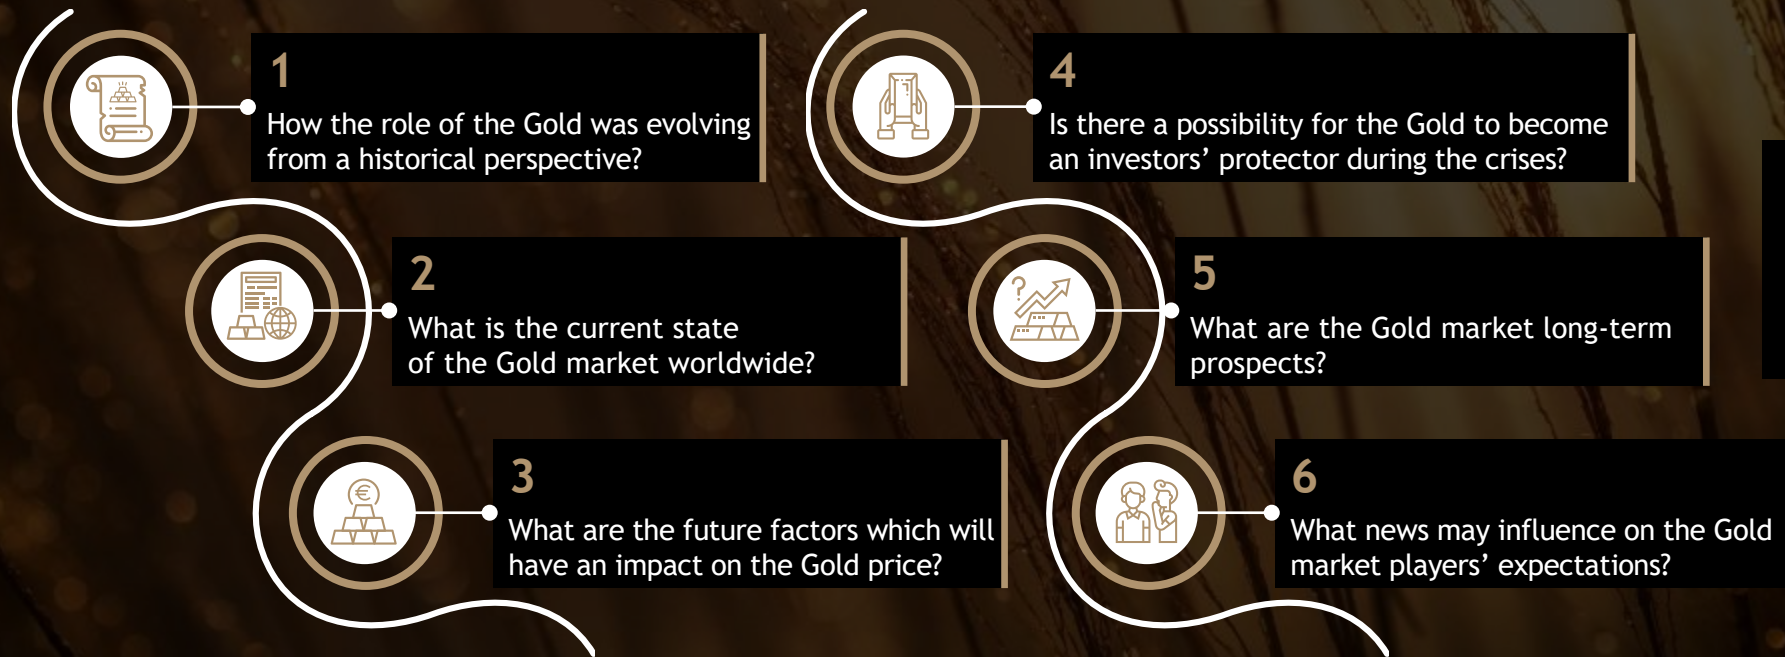 1
How the role of the Gold was evolving
from a historical perspective?
2
What is the current state
of the Gold market worldwide?
3
What are the future factors which will
have an impact on the Gold price?
4
Is there a possibility for the Gold to become
an investors’ protector during the crises?
5
What are the Gold market long-term
prospects?
6
What news may influence on the Gold
market players’ expectations?